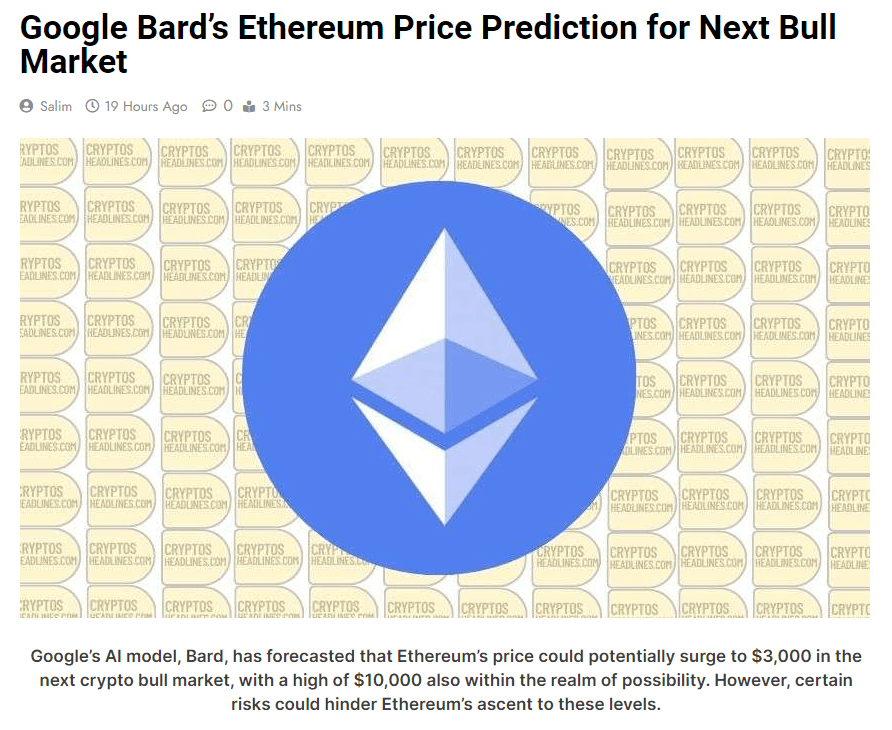 Google Bard’s Ethereum Price Prediction for Next Bull
Market
Salim 19 Hours Ago 0 3 Mins
CRYPTOS
HEADLINES.COM
Google’s AI model, Bard, has forecasted that Ethereum’s price could potentially surge to $3,000 in the
next crypto bull market, with a high of $10,000 also within the realm of possibility. However, certain
risks could hinder Ethereum’s ascent to these levels.